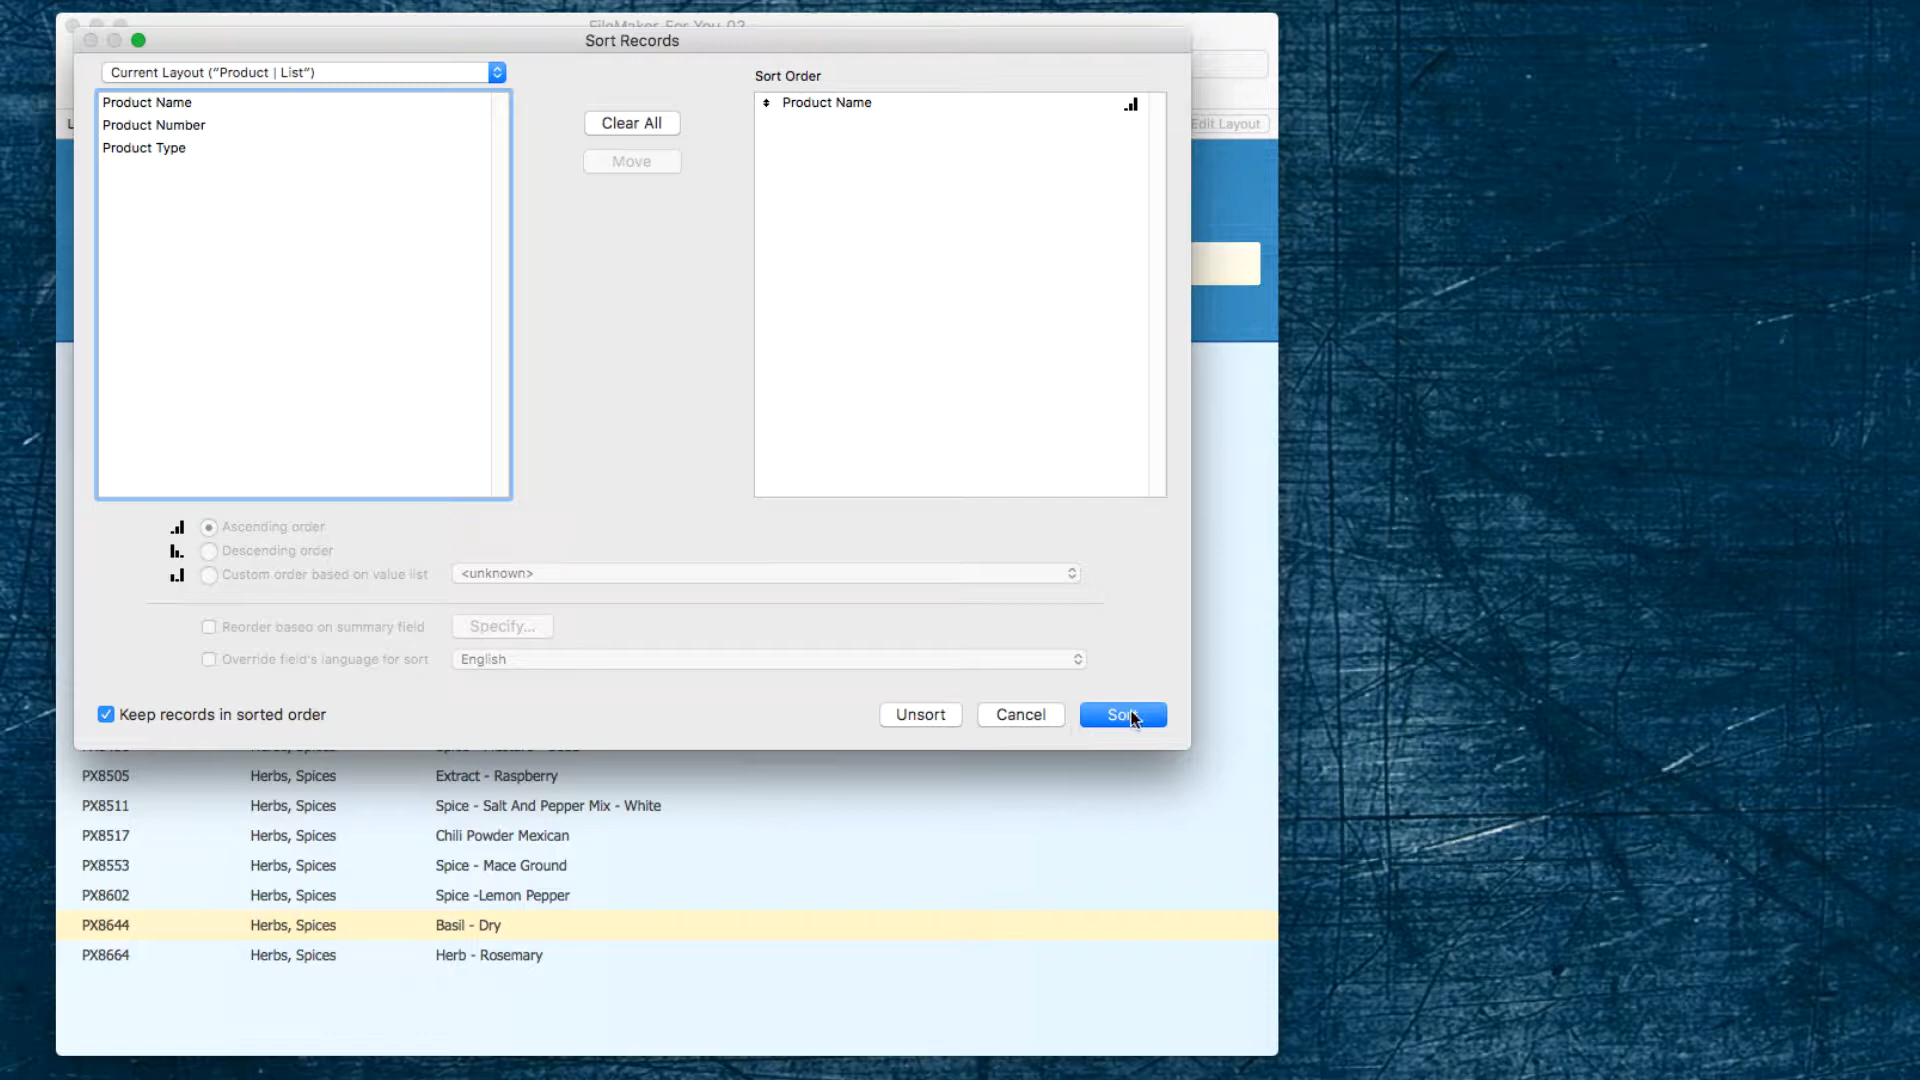 FileMaker_For_You_02
Sort Records
Current Layout ("Product | List")
Sort Order
Product Name
Product Number
Product Type
Clear All
Move
Product Name
Edit Layout
Ascending order
Descending order
Custom order based on value list
<unknown>
Reorder based on summary field
Specify...
Override field's language for sort
English
Keep records in sorted order
Unsort
Cancel
Sort
PX8505 Herbs, Spices Extract - Raspberry
PX8511 Herbs, Spices Spice - Salt And Pepper Mix - White
PX8517 Herbs, Spices Chili Powder Mexican
PX8553 Herbs, Spices Spice - Mace Ground
PX8602 Herbs, Spices Spice -Lemon Pepper
PX8644 Herbs, Spices Basil - Dry
PX8664 Herbs, Spices Herb - Rosemary